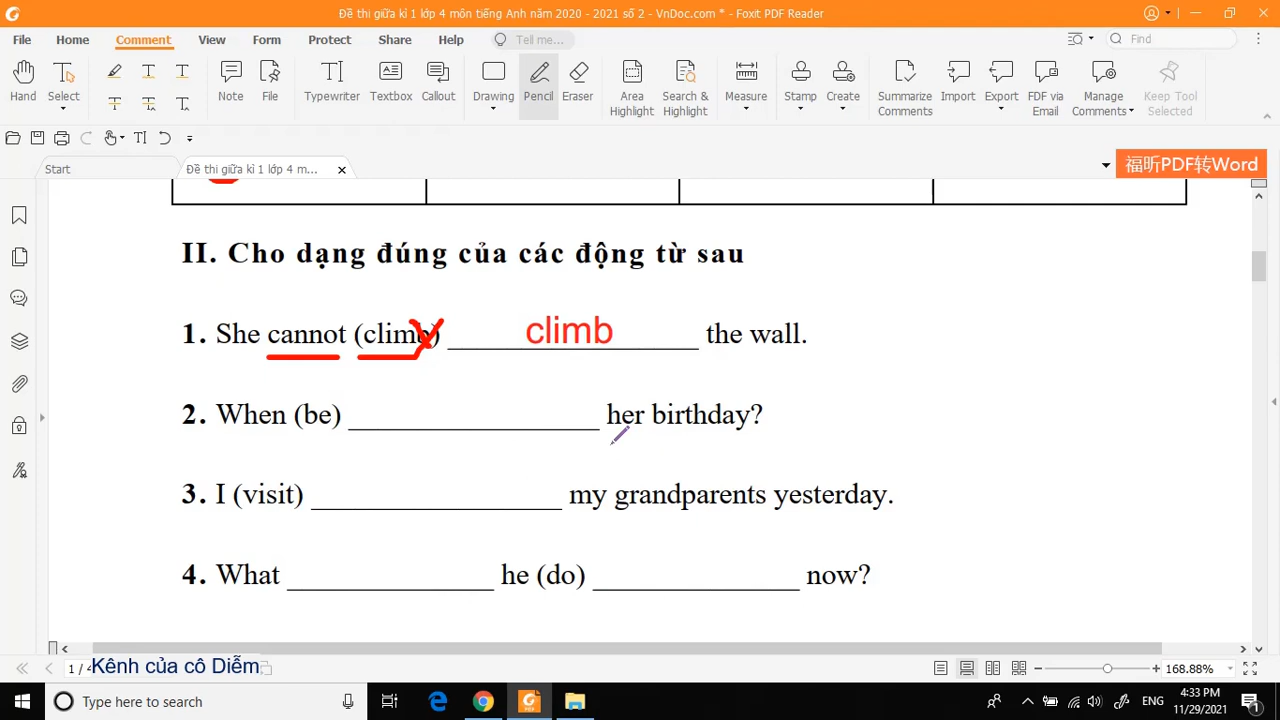 Đề thi giữa kì 1 lớp 4 môn tiếng Anh năm 2020 - 2021 số 2 - VnDoc.com * - Foxit PDF Reader
File Home Comment View Form Protect Share Help Tell me... Find
Hand Select Note File Typewriter Textbox Callout Drawing Pencil Eraser Area Highlight Search & Highlight Measure Stamp Create Summarize Comments Import Export FDF via Email Manage Comments Keep Tool Selected
Start Đề thi giữa kì 1 lớp 4 m... 福昕PDF转Word
II. Cho dạng đúng của các động từ sau
1. She cannot (climb) climb the wall.
2. When (be) ____________ her birthday?
3. I (visit) ____________ my grandparents yesterday.
4. What ____________ he (do) ____________ now?
1 / 4 Kênh của cô Diễm 168.88%
Type here to search ENG 4:33 PM
11/29/2021